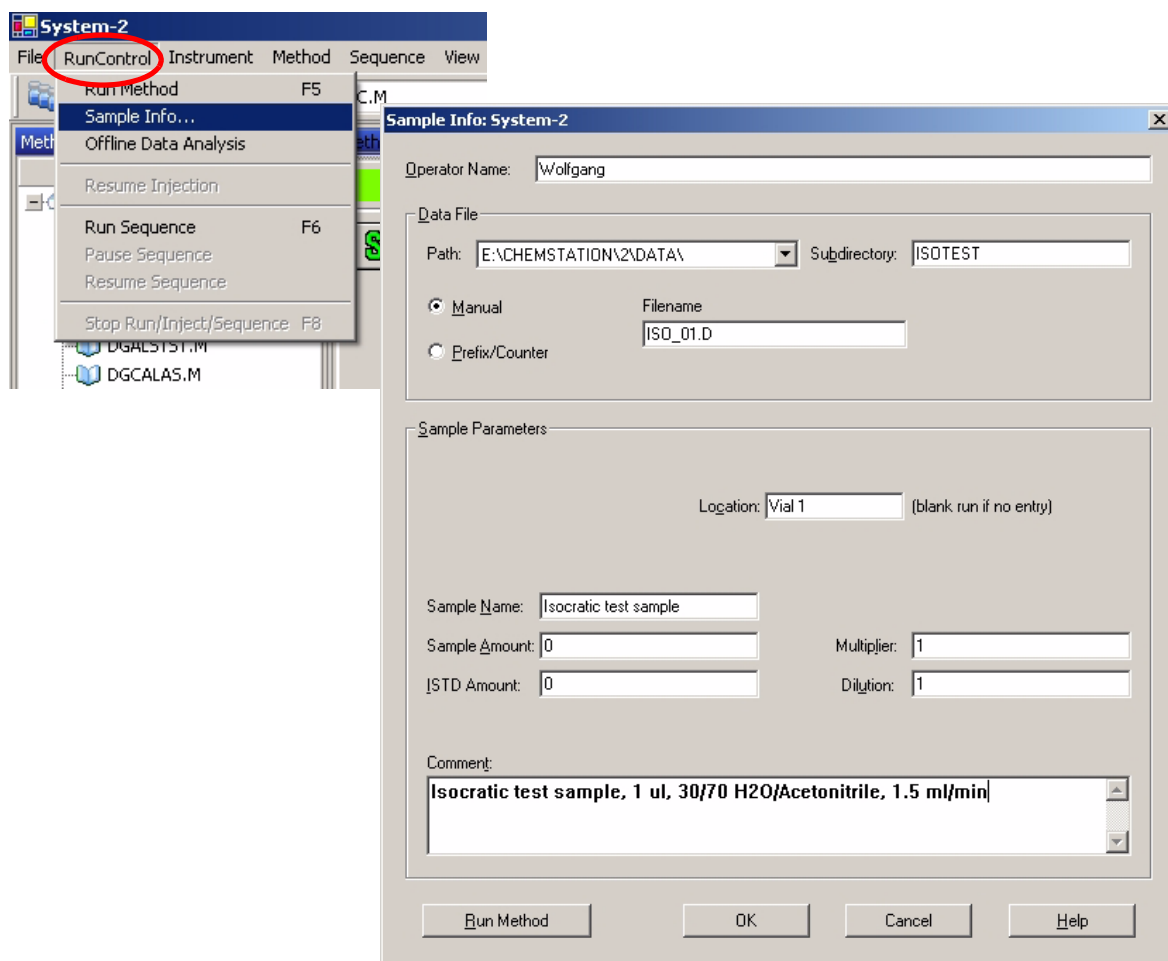 System-2
File RunControl Instrument Method Sequence View
Run Method F5
C.M
Sample Info...
Offline Data Analysis
Resume Injection
Run Sequence F6
Pause Sequence
Resume Sequence
Stop Run/Inject/Sequence F8
DGALSTST.M
DGCALAS.M
Sample Info: System-2
Operator Name: Wolfgang
Data File
Path: E:\CHEMSTATION\2\DATA\ Subdirectory: ISOTEST
Manual Filename
ISO_01.D
Prefix/Counter
Sample Parameters
Location: Vial 1 (blank run if no entry)
Sample Name: Isocratic test sample
Sample Amount: 0 Multiplier: 1
ISTD Amount: 0 Dilution: 1
Comment:
Isocratic test sample, 1 ul, 30/70 H2O/Acetonitrile, 1.5 ml/min
Run Method OK Cancel Help